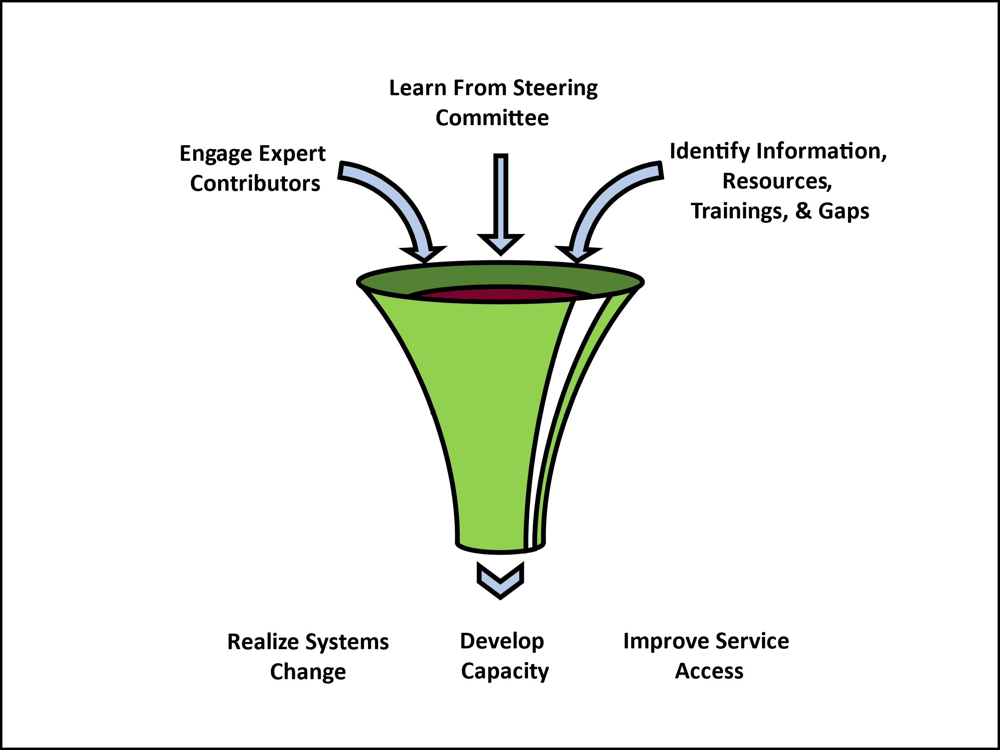 Learn From Steering
Committee
Engage Expert
Contributors
Identify Information,
Resources,
Trainings, & Gaps
Realize Systems
Change
Develop
Capacity
Improve Service
Access